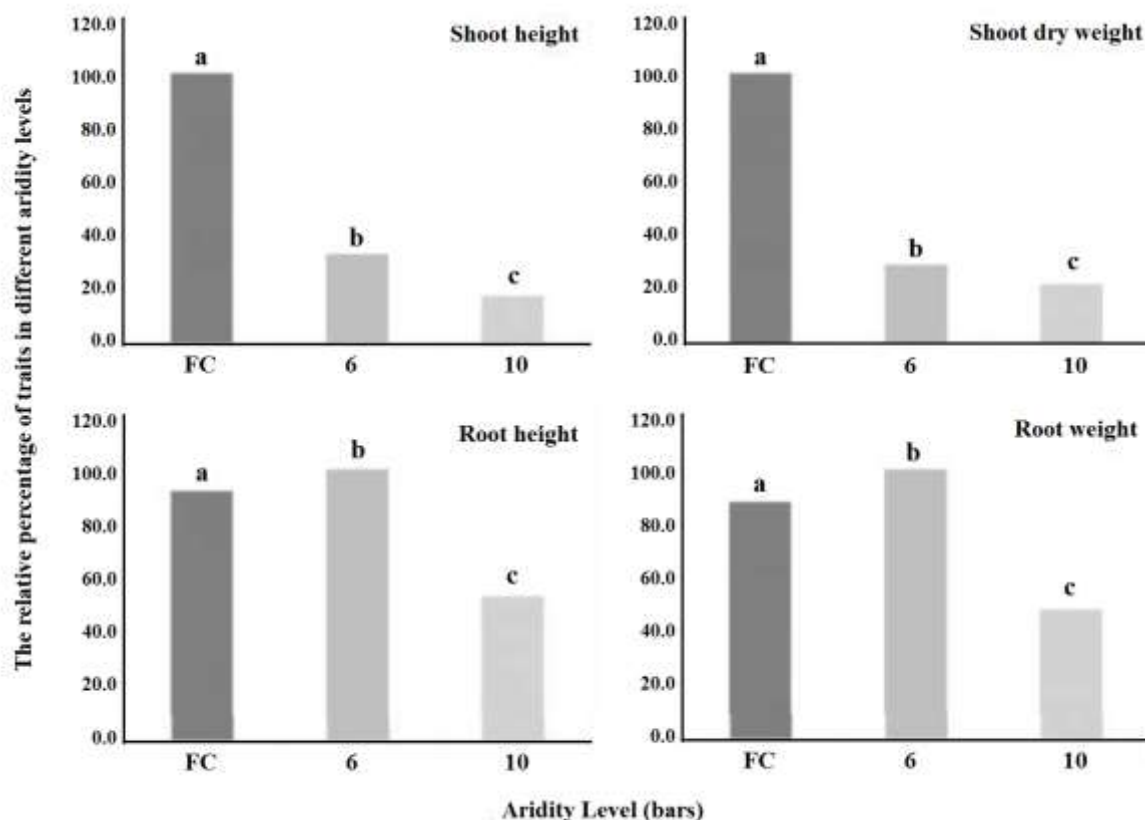 The relative percentage of traits in different aridity levels
Shoot height
120.0
100.0
80.0
60.0
40.0
20.0
0.0
a
b
c
FC 6 10
Shoot dry weight
120.0
100.0
80.0
60.0
40.0
20.0
0.0
a
b
c
FC 6 10
Root height
120.0
100.0
80.0
60.0
40.0
20.0
0.0
a
b
c
FC 6 10
Root weight
120.0
100.0
80.0
60.0
40.0
20.0
0.0
a
b
c
FC 6 10
Aridity Level (bars)